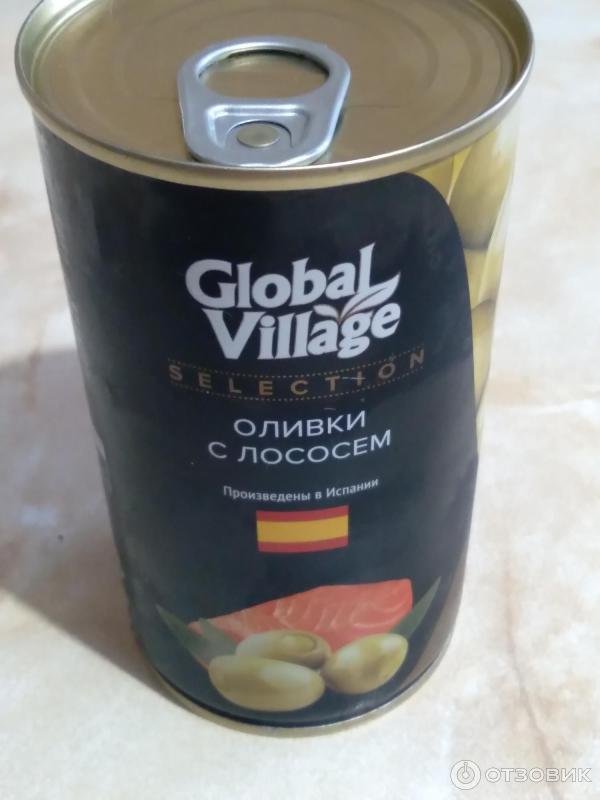 Global
Village
SELECTION
ОЛИВКИ
С ЛОСОСЕМ
Произведены в Испании
ОТЗОВИК